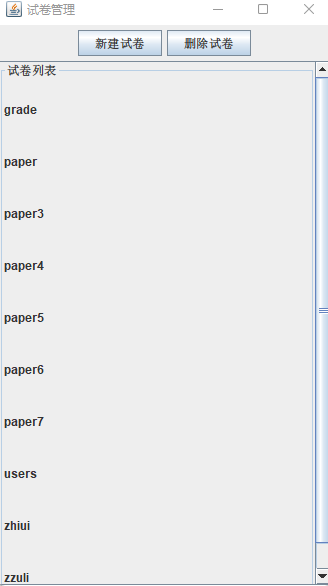 试卷管理
新建试卷 删除试卷
试卷列表
grade
paper
paper3
paper4
paper5
paper6
paper7
users
zhiui
zzuli